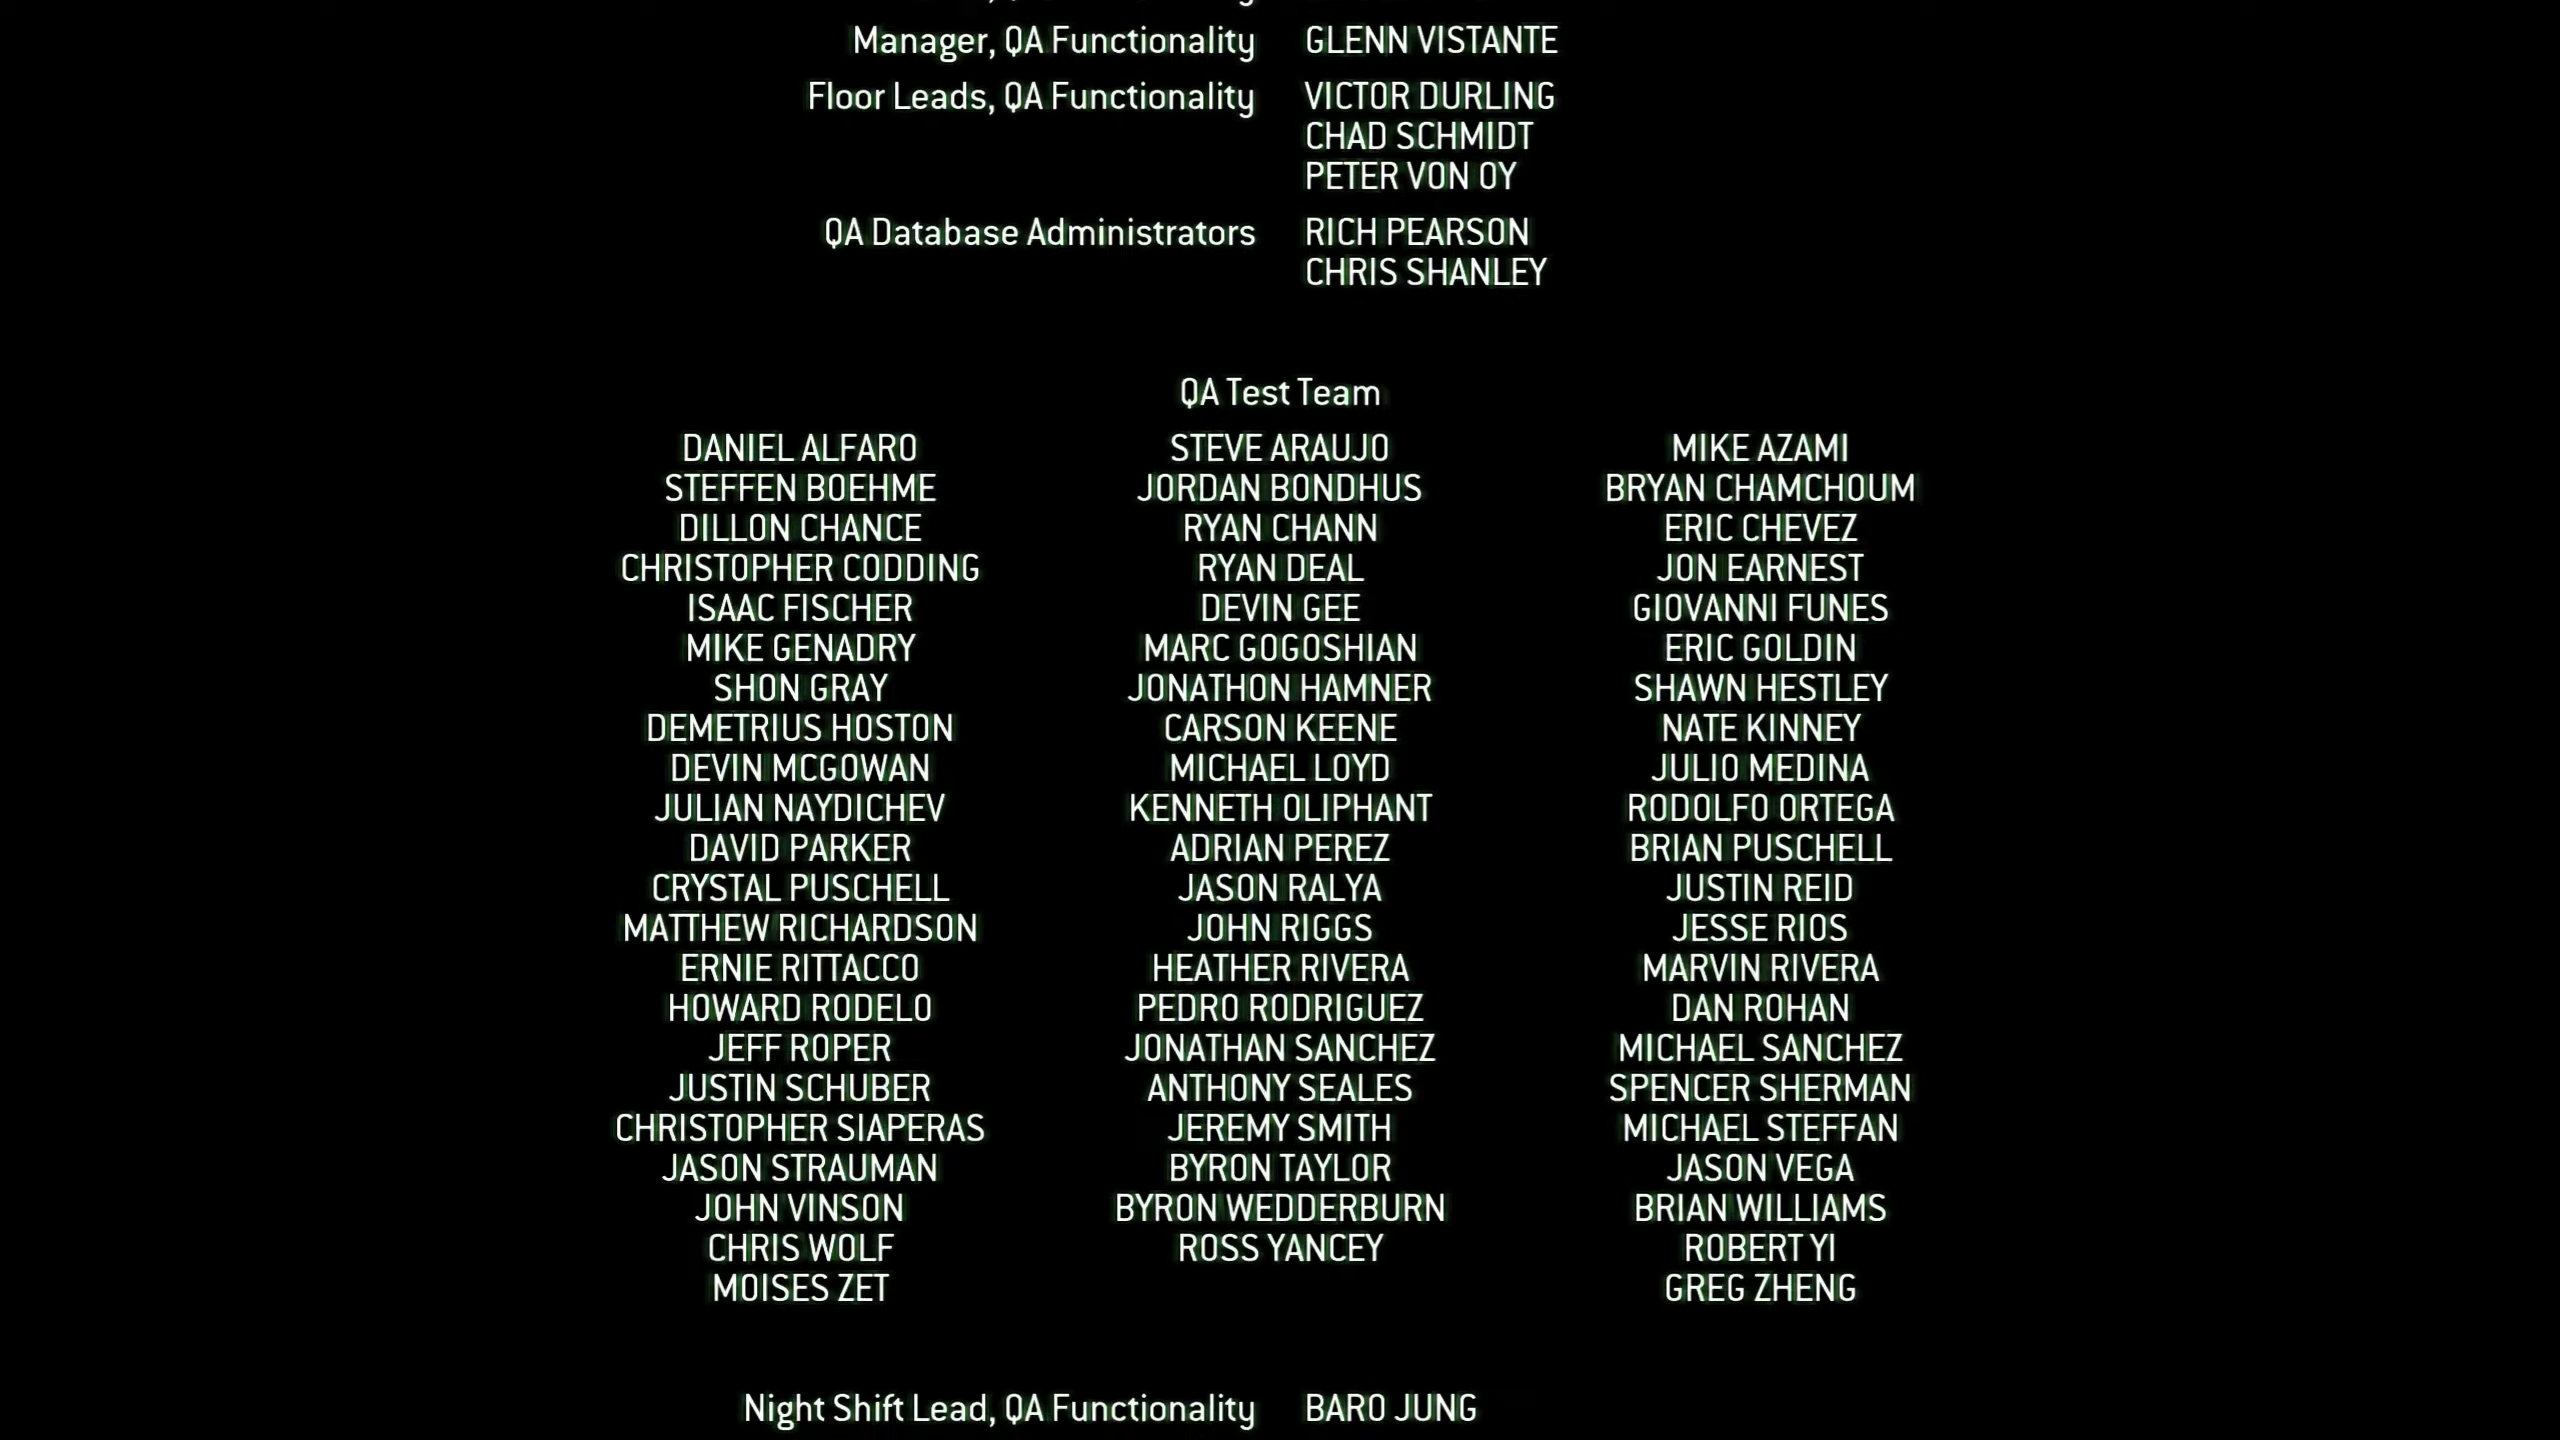 Manager, QA Functionality GLENN VISTANTE
Floor Leads, QA Functionality VICTOR DURLING
CHAD SCHMIDT
PETER VON OY
QA Database Administrators RICH PEARSON
CHRIS SHANLEY
QA Test Team
DANIEL ALFARO STEVE ARAUJO MIKE AZAMI
STEFFEN BOEHME JORDAN BONDHUS BRYAN CHAMCHOUM
DILLON CHANCE RYAN CHANN ERIC CHEVEZ
CHRISTOPHER CODDING RYAN DEAL JON EARNEST
ISAAC FISCHER DEVIN GEE GIOVANNI FUNES
MIKE GENADRY MARC GOGOSHIAN ERIC GOLDIN
SHON GRAY JONATHON HAMNER SHAWN HESTLEY
DEMETRIUS HOSTON CARSON KEENE NATE KINNEY
DEVIN MCGOWAN MICHAEL LOYD JULIO MEDINA
JULIAN NAYDICHEV KENNETH OLIPHANT RODOLFO ORTEGA
DAVID PARKER ADRIAN PEREZ BRIAN PUSCHELL
CRYSTAL PUSCHELL JASON RALYA JUSTIN REID
MATTHEW RICHARDSON JOHN RIGGS JESSE RIOS
ERNIE RITTACCO HEATHER RIVERA MARVIN RIVERA
HOWARD RODELO PEDRO RODRIGUEZ DAN ROHAN
JEFF ROPER JONATHAN SANCHEZ MICHAEL SANCHEZ
JUSTIN SCHUBER ANTHONY SEALES SPENCER SHERMAN
CHRISTOPHER SIAPERAS JEREMY SMITH MICHAEL STEFFAN
JASON STRAUMAN BYRON TAYLOR JASON VEGA
JOHN VINSON BYRON WEDDERBURN BRIAN WILLIAMS
CHRIS WOLF ROSS YANCEY ROBERT YI
MOISES ZET GREG ZHENG
Night Shift Lead, QA Functionality BARO JUNG